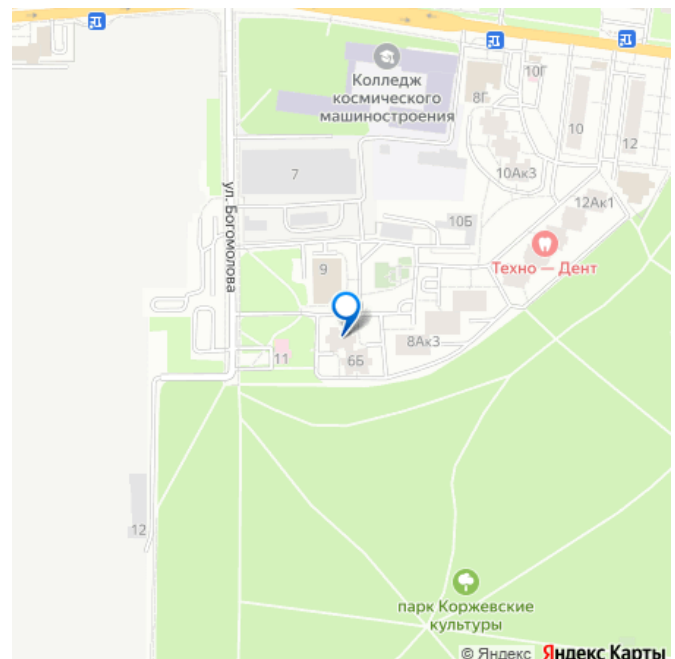 Колледж
космического
машиностроения
10Г
8Г
10
12
7
10Ак3
ул. Богомолова
12Ак1
10Б
Техно — Дент
9
8Ак3
11
6Б
12
парк Коржевские
культуры
© Яндекс Яндекс Карты